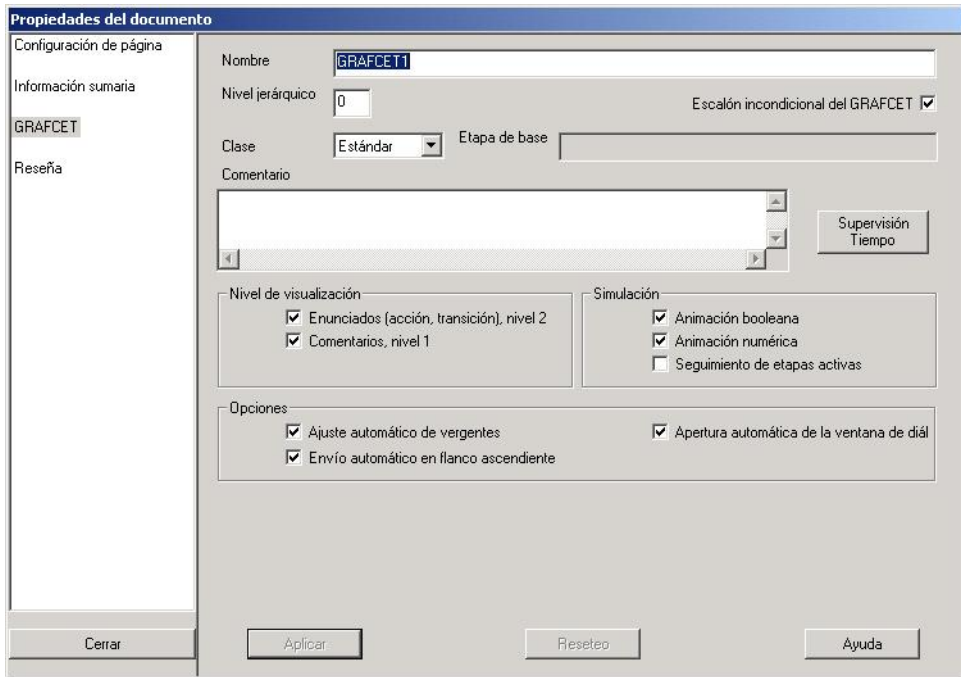 Propiedades del documento
Configuración de página
Información sumaria
GRAFCET
Reseña
Cerrar
Nombre
GRAFCET1
Nivel jerárquico
0
Escalón incondicional del GRAFCET
Clase
Estándar
Etapa de base
Comentario
Supervisión
Tiempo
Nivel de visualización
Enunciados (acción, transición), nivel 2
Comentarios, nivel 1
Simulación
Animación booleana
Animación numérica
Seguimiento de etapas activas
Opciones
Ajuste automático de vergentes
Envío automático en flanco ascendiente
Apertura automática de la ventana de diál
Aplicar
Reseteo
Ayuda